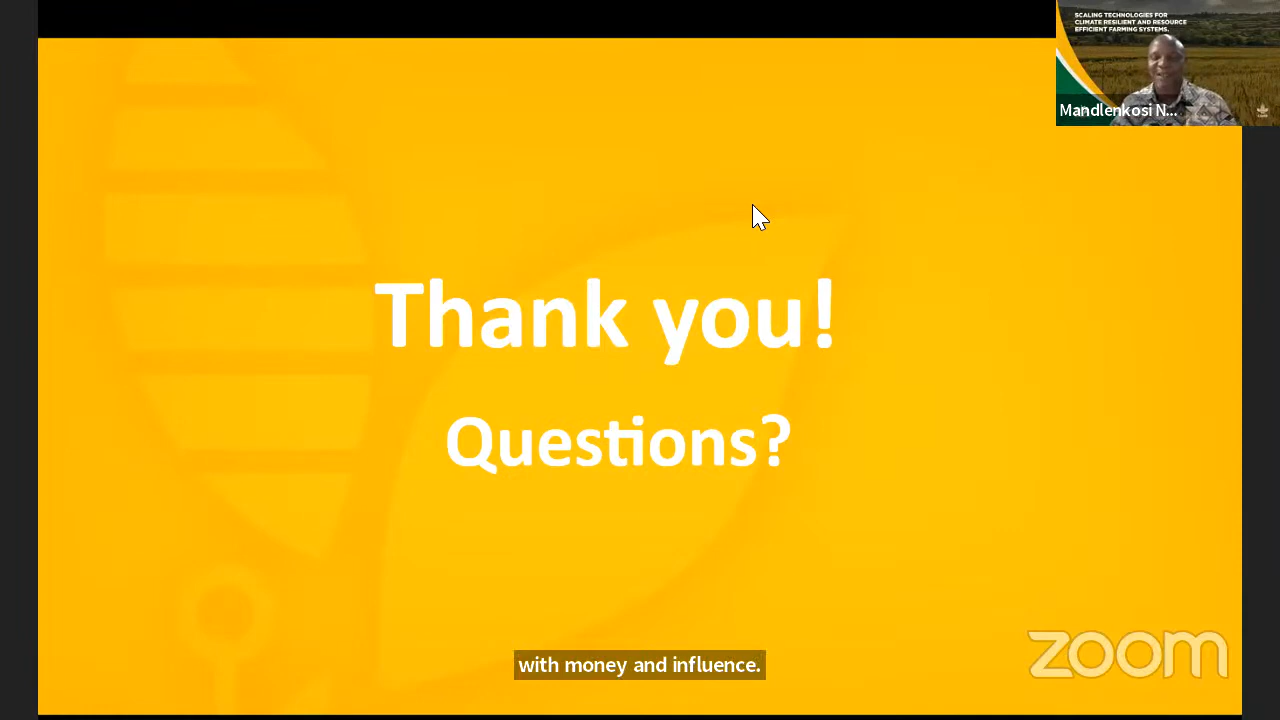 SCALING TECHNOLOGIES FOR
CLIMATE RESILIENT AND RESOURCE
EFFICIENT FARMING SYSTEMS.
Mandlenkosi N...
Thank you!
Questions?
with money and influence.
zoom